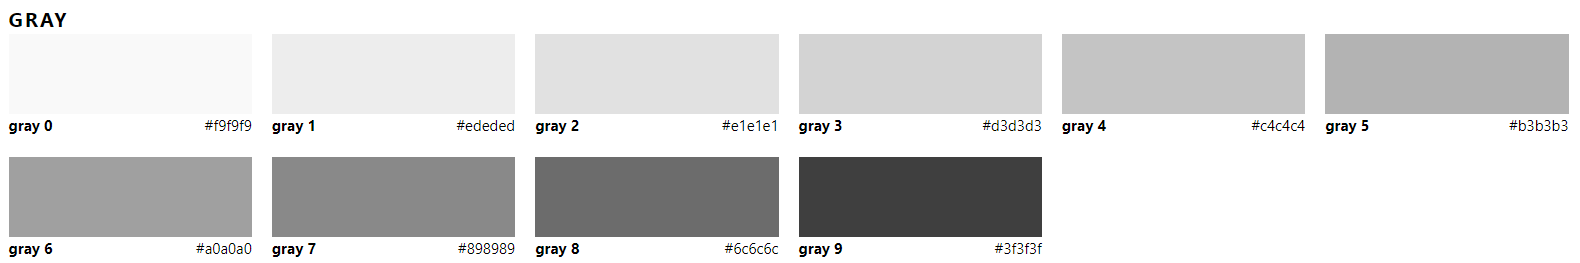 GRAY
gray 0 #f9f9f9 gray 1 #ededed gray 2 #e1e1e1 gray 3 #d3d3d3 gray 4 #c4c4c4 gray 5 #b3b3b3
gray 6 #a0a0a0 gray 7 #898989 gray 8 #6c6c6c gray 9 #3f3f3f